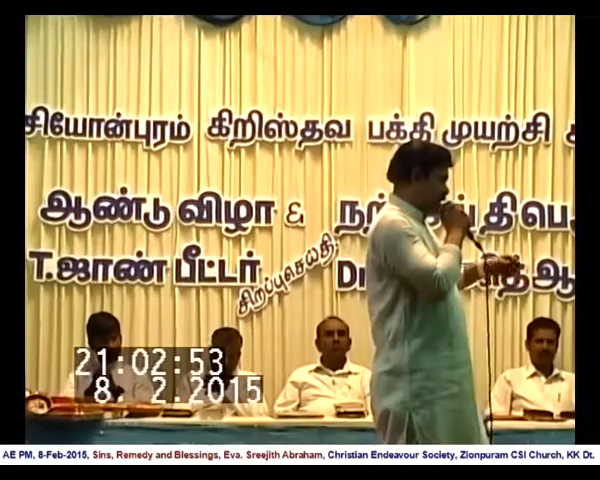 சியோன்புரம் கிறிஸ்தவ பக்தி முயற்சி
ஆண்டு விழா &
சிறப்புசெய்தி.
T.ஜாண் பீட்டர்
21:02:53
8. 2.2015
AE PM, 8-Feb-2015, Sins, Remedy and Blessings, Eva. Sreejith Abraham, Christian Endeavour Society, Zionpuram CSI Church, KK Dt.